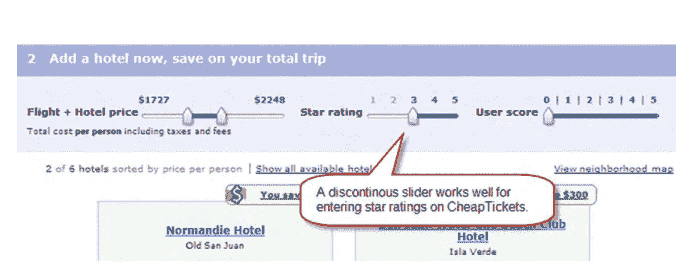 2 Add a hotel now, save on your total trip
$1727 $2248 1 2 3 4 5 0 | 1 | 2 | 3 | 4 | 5
Flight + Hotel price Star rating User score
Total cost per person including taxes and fees
2 of 6 hotels sorted by price per person | Show all available hotel View neighborhood map
A discontinous slider works well for
entering star ratings on CheapTickets.
You sav $300
Normandie Hotel Club
Old San Juan Hotel
Isla Verde